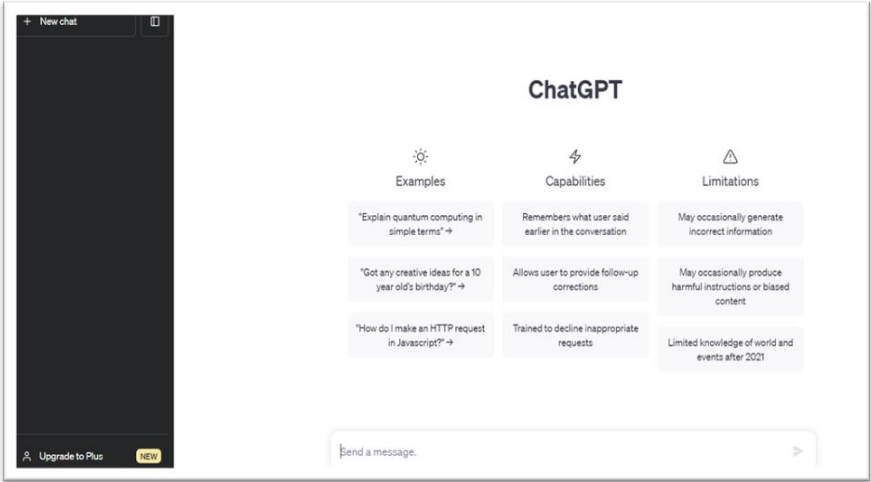 + New chat
ChatGPT
Examples
"Explain quantum computing in
simple terms" →
"Got any creative ideas for a 10
year old's birthday?" →
"How do I make an HTTP request
in Javascript?" →
Capabilities
Remembers what user said
earlier in the conversation
Allows user to provide follow-up
corrections
Trained to decline inappropriate
requests
Limitations
May occasionally generate
incorrect information
May occasionally produce
harmful instructions or biased
content
Limited knowledge of world and
events after 2021
Upgrade to Plus NEW
Send a message.